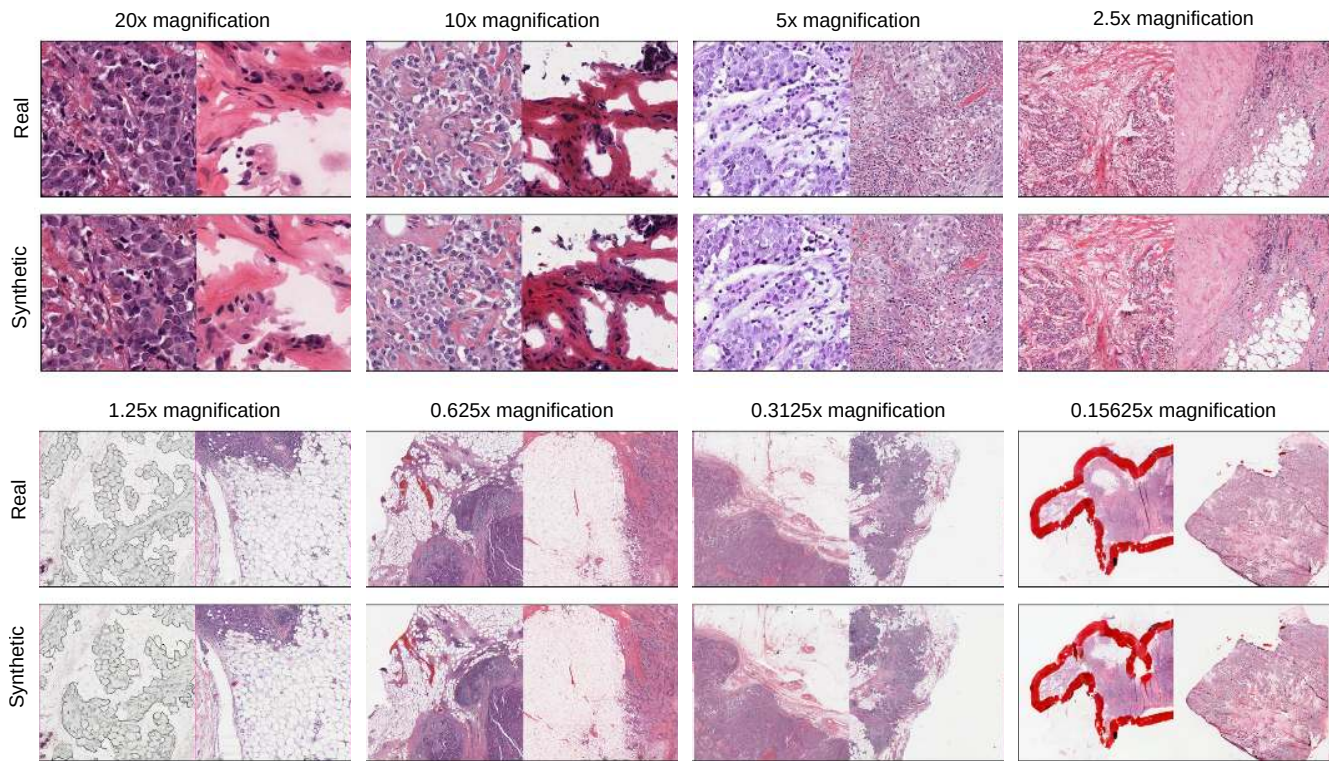 20x magnification
10x magnification
5x magnification
2.5x magnification
Real
Synthetic
1.25x magnification
0.625x magnification
0.3125x magnification
0.15625x magnification
Real
Synthetic